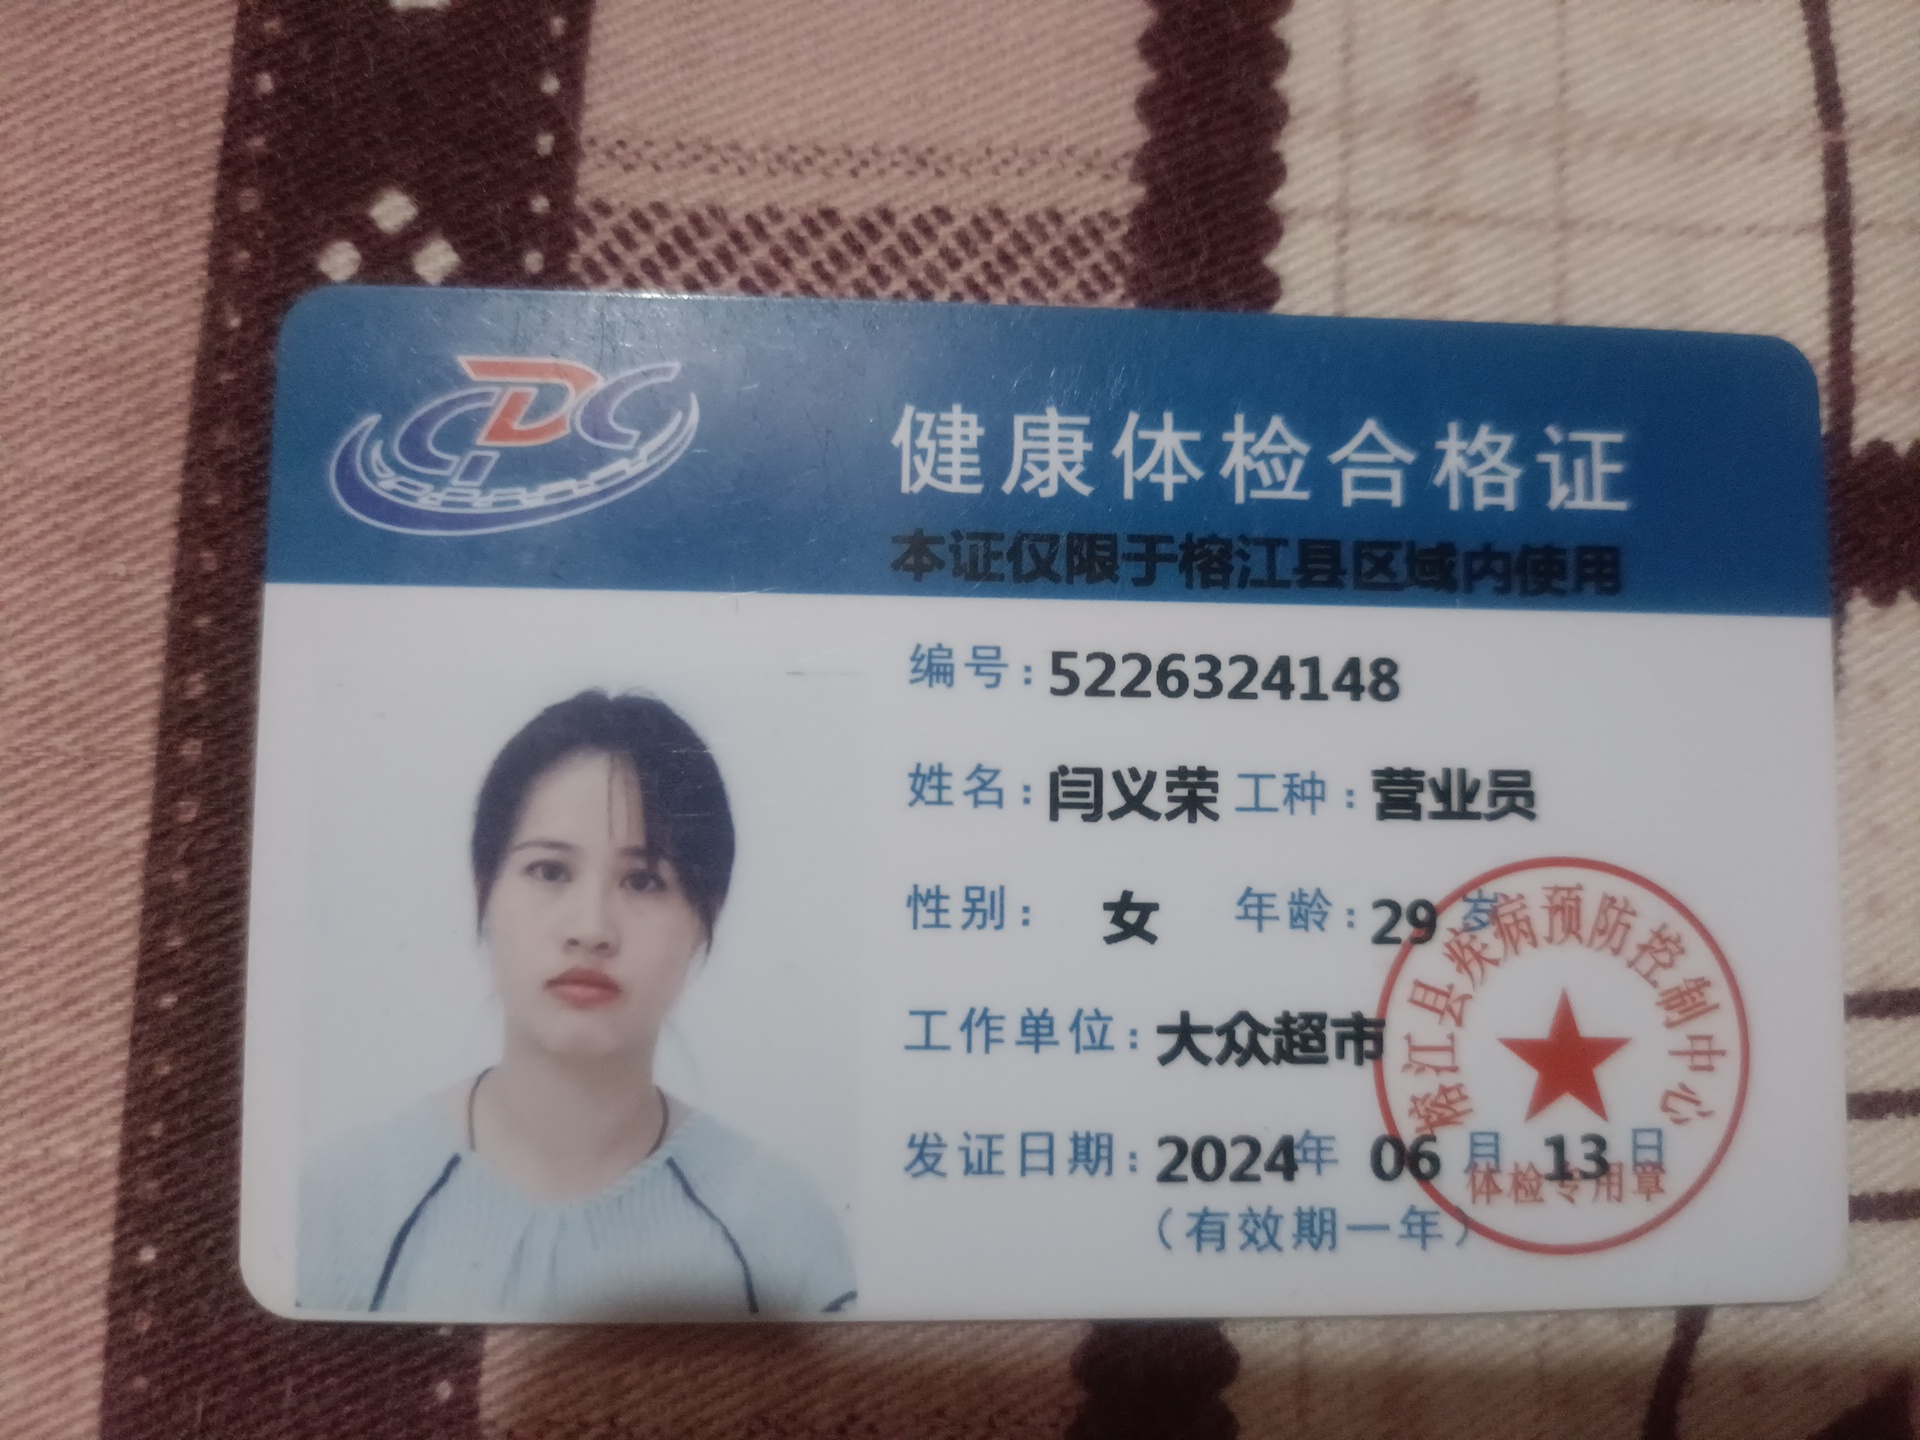 CDC
健康体检合格证
本证仅限于榕江县区域内使用
编号：5226324148
姓名：闫义荣 工种：营业员
性别： 女 年龄：29 岁
工作单位：大众超市
发证日期：2024年 06 月 13 日
（有效期一年）
榕江县疾病预防控制中心
体检专用章